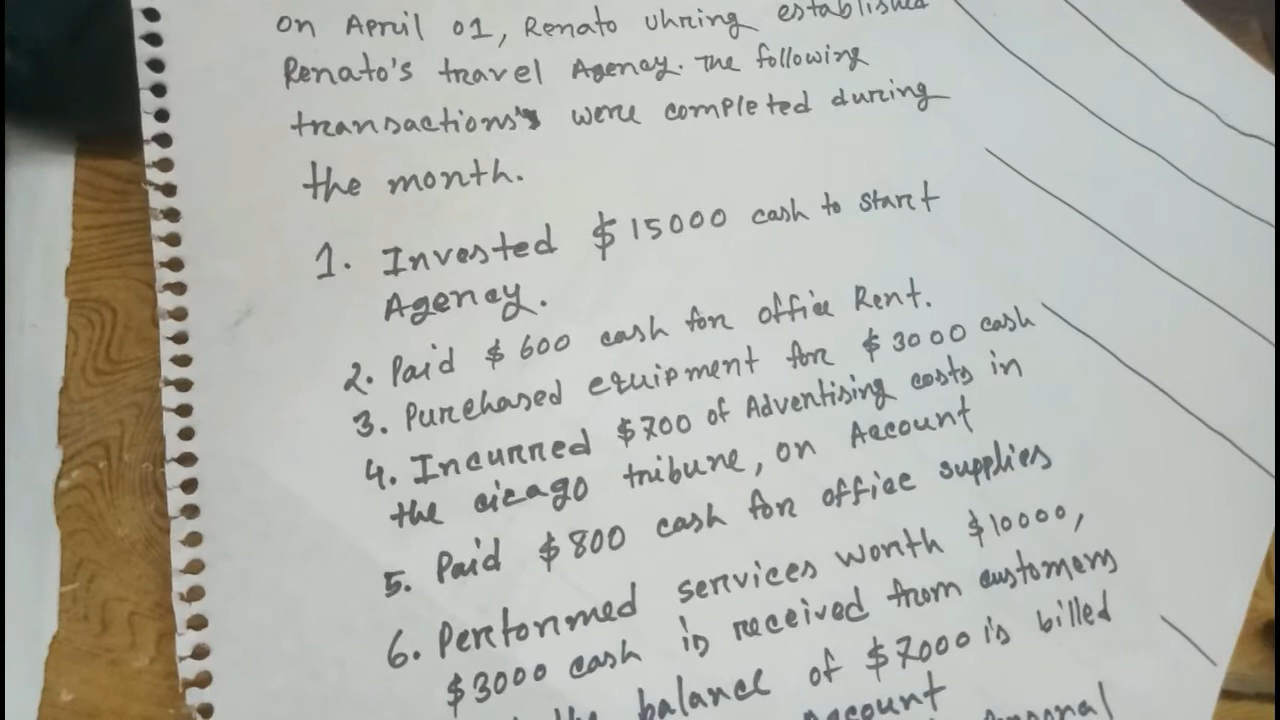 On April 01, Renato Uhring established
Renato's travel Agency. The following
transactions's were completed during
the month.
1. Invested $15000 cash to start
Agency.
2. Paid $600 cash for office Rent.
3. Purchased equipment for $3000 cash
4. Incurred $700 of Advertising costs in
the cicago tribune, on Account
5. Paid $800 cash for office supplies
6. Performed services worth $10000,
$3000 cash is received from customers
the balance of $7000 is billed
Account